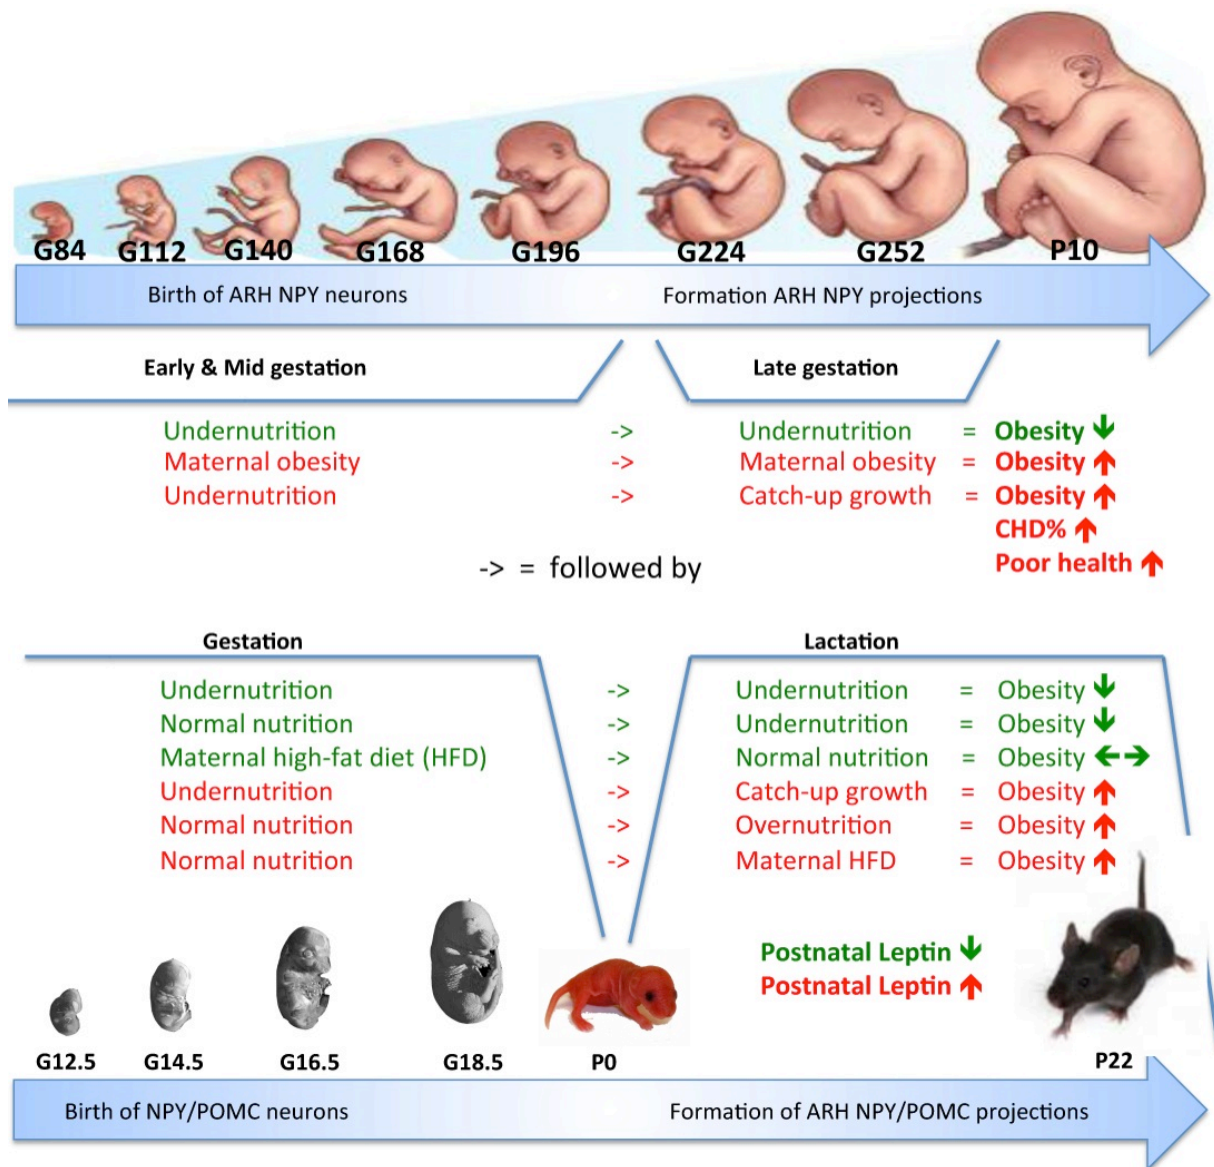 G84 G112 G140 G168 G196 G224 G252 P10
Birth of ARH NPY neurons Formation ARH NPY projections
Early & Mid gestation Late gestation
Undernutrition -> Undernutrition = Obesity ↓
Maternal obesity -> Maternal obesity = Obesity ↑
Undernutrition -> Catch-up growth = Obesity ↑
CHD% ↑
Poor health ↑
-> = followed by
Gestation Lactation
Undernutrition -> Undernutrition = Obesity ↓
Normal nutrition -> Undernutrition = Obesity ↓
Maternal high-fat diet (HFD) -> Normal nutrition = Obesity ←→
Undernutrition -> Catch-up growth = Obesity ↑
Normal nutrition -> Overnutrition = Obesity ↑
Normal nutrition -> Maternal HFD = Obesity ↑
Postnatal Leptin ↓
Postnatal Leptin ↑
G12.5 G14.5 G16.5 G18.5 P0 P22
Birth of NPY/POMC neurons Formation of ARH NPY/POMC projections